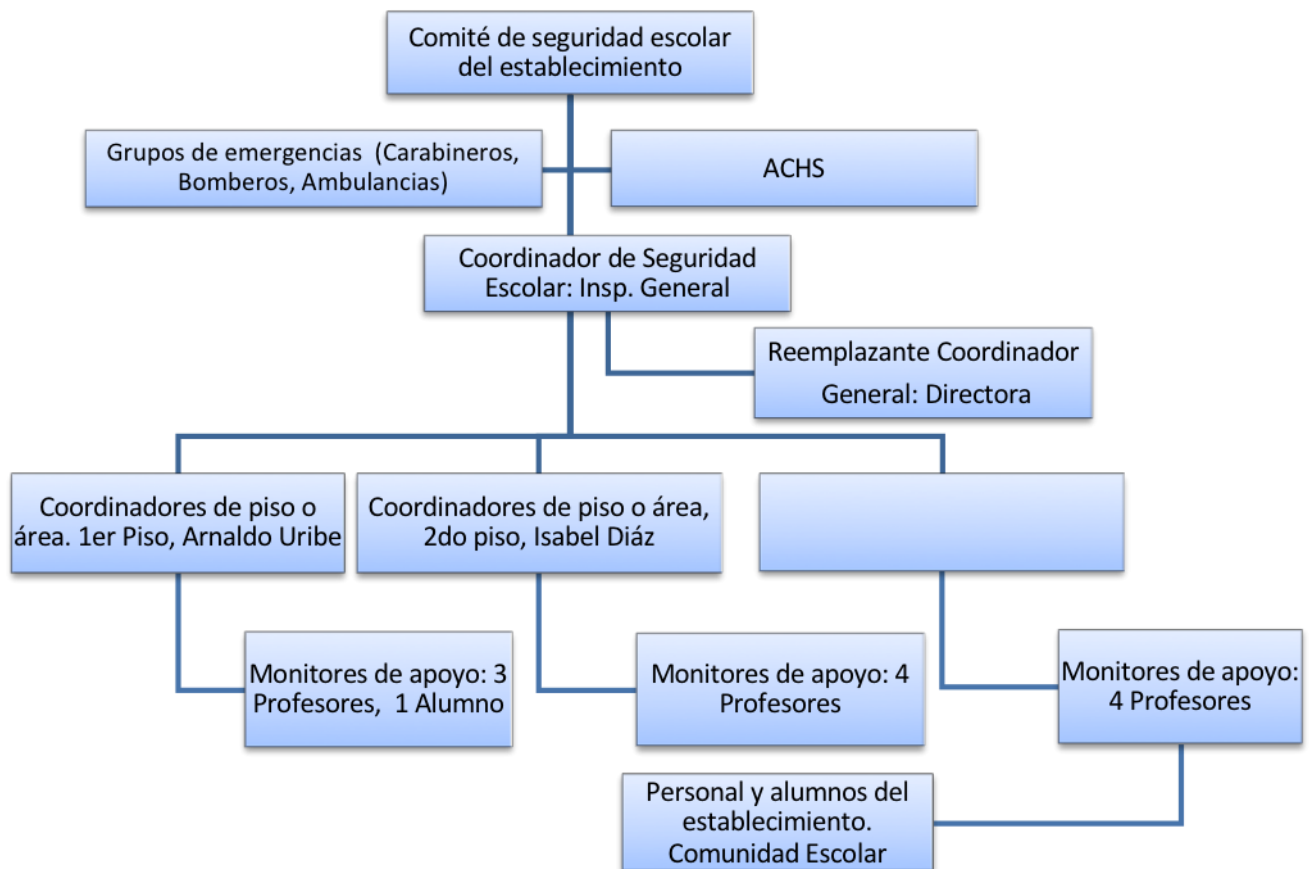 Comité de seguridad escolar
del establecimiento
Grupos de emergencias (Carabineros,
Bomberos, Ambulancias)
ACHS
Coordinador de Seguridad
Escolar: Insp. General
Reemplazante Coordinador
General: Directora
Coordinadores de piso o
área. 1er Piso, Arnaldo Uribe
Coordinadores de piso o área,
2do piso, Isabel Diáz
Monitores de apoyo: 3
Profesores, 1 Alumno
Monitores de apoyo: 4
Profesores
Monitores de apoyo:
4 Profesores
Personal y alumnos del
establecimiento.
Comunidad Escolar